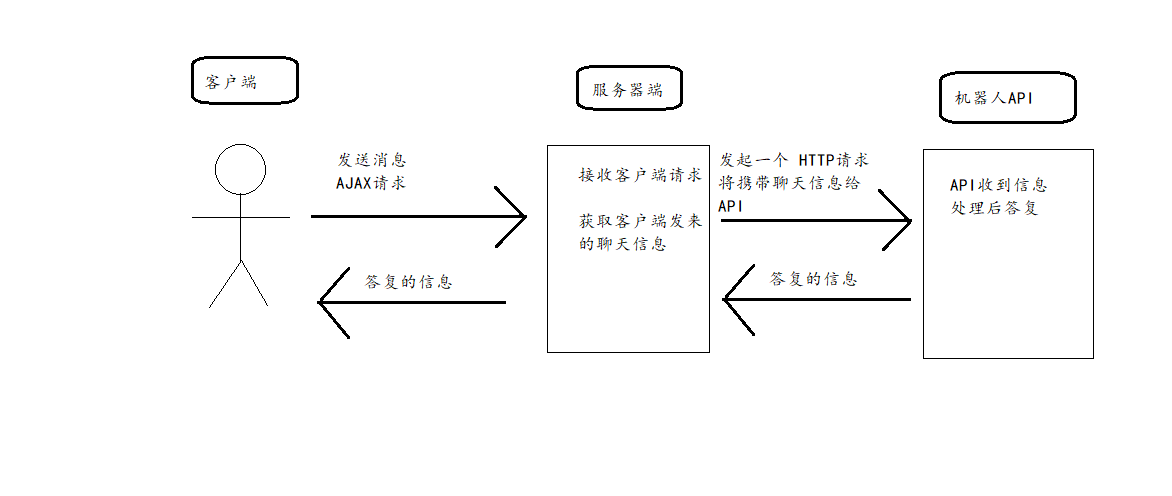 客户端
服务器端
机器人API
发送消息
AJAX请求
接收客户端请求
获取客户端发来
的聊天信息
发起一个 HTTP请求
将携带聊天信息给
API
API收到信息
处理后答复
答复的信息
答复的信息